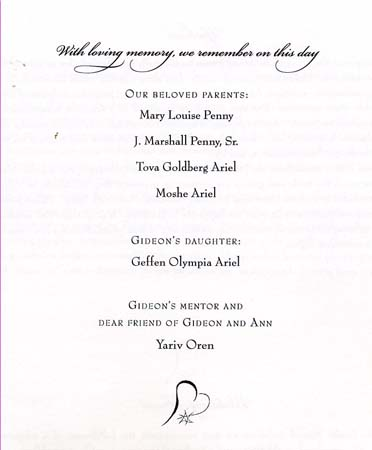 With loving memory, we remember on this day
OUR BELOVED PARENTS:
Mary Louise Penny
J. Marshall Penny, Sr.
Tova Goldberg Ariel
Moshe Ariel
GIDEON'S DAUGHTER:
Geffen Olympia Ariel
GIDEON'S MENTOR AND
DEAR FRIEND OF GIDEON AND ANN
Yariv Oren